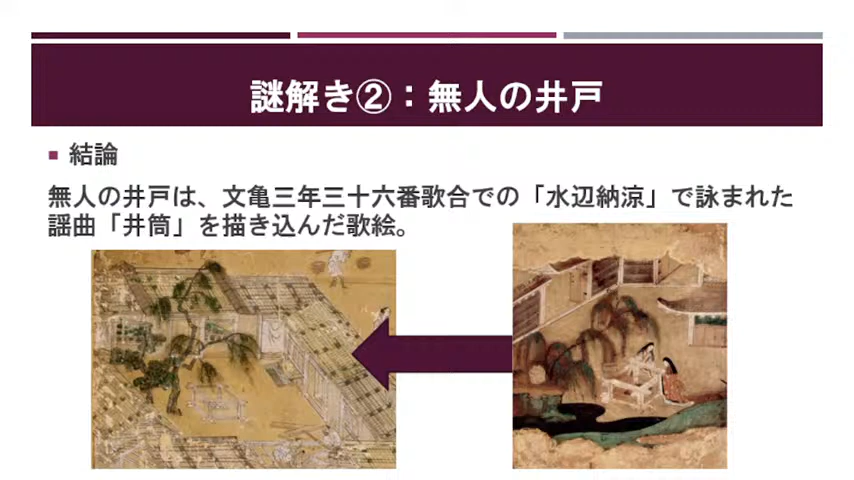 謎解き②：無人の井戸
結論
無人の井戸は、文亀三年三十六番歌合での「水辺納涼」で詠まれた
謡曲「井筒」を描き込んだ歌絵。